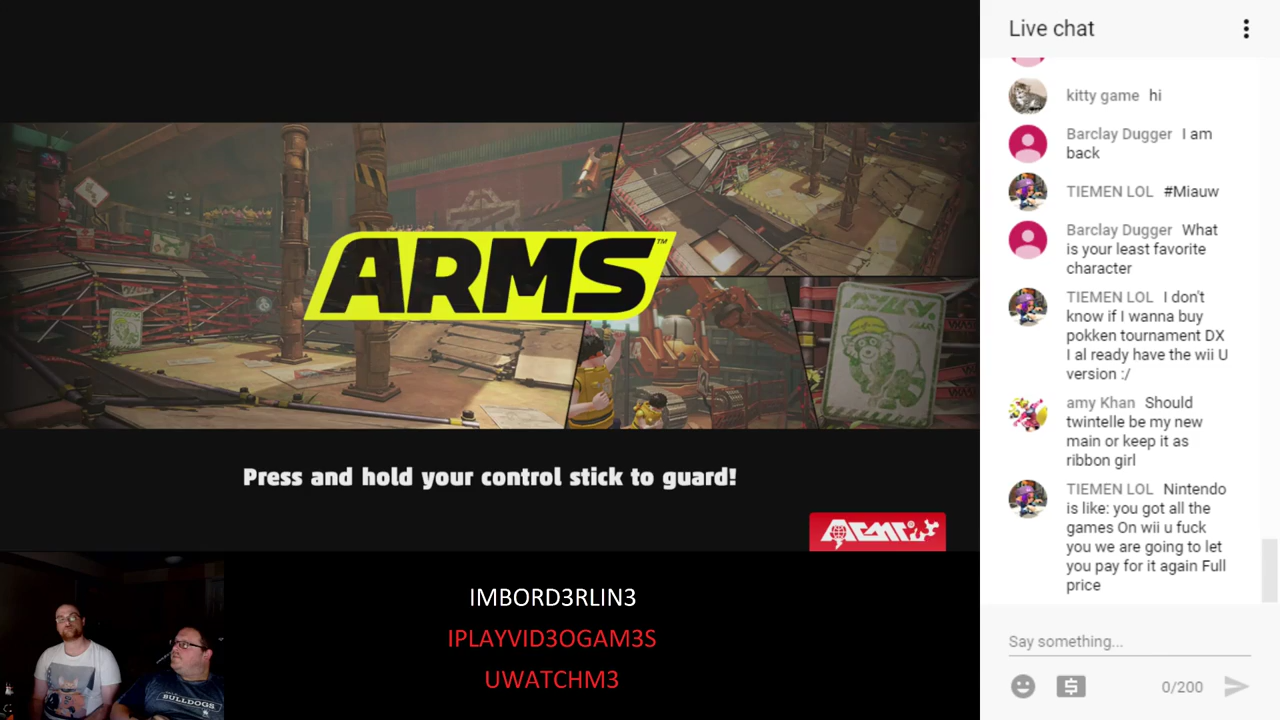 ARMS™
Press and hold your control stick to guard!
IMBORD3RLIN3
IPLAYVID3OGAM3S
UWATCHM3
BULLDOGS
Live chat
kitty game hi
Barclay Dugger I am
back
TIEMEN LOL #Miauw
Barclay Dugger What
is your least favorite
character
TIEMEN LOL I don't
know if I wanna buy
pokken tournament DX
I al ready have the wii U
version :/
amy Khan Should
twintelle be my new
main or keep it as
ribbon girl
TIEMEN LOL Nintendo
is like: you got all the
games On wii u fuck
you we are going to let
you pay for it again Full
price
Say something...
0/200